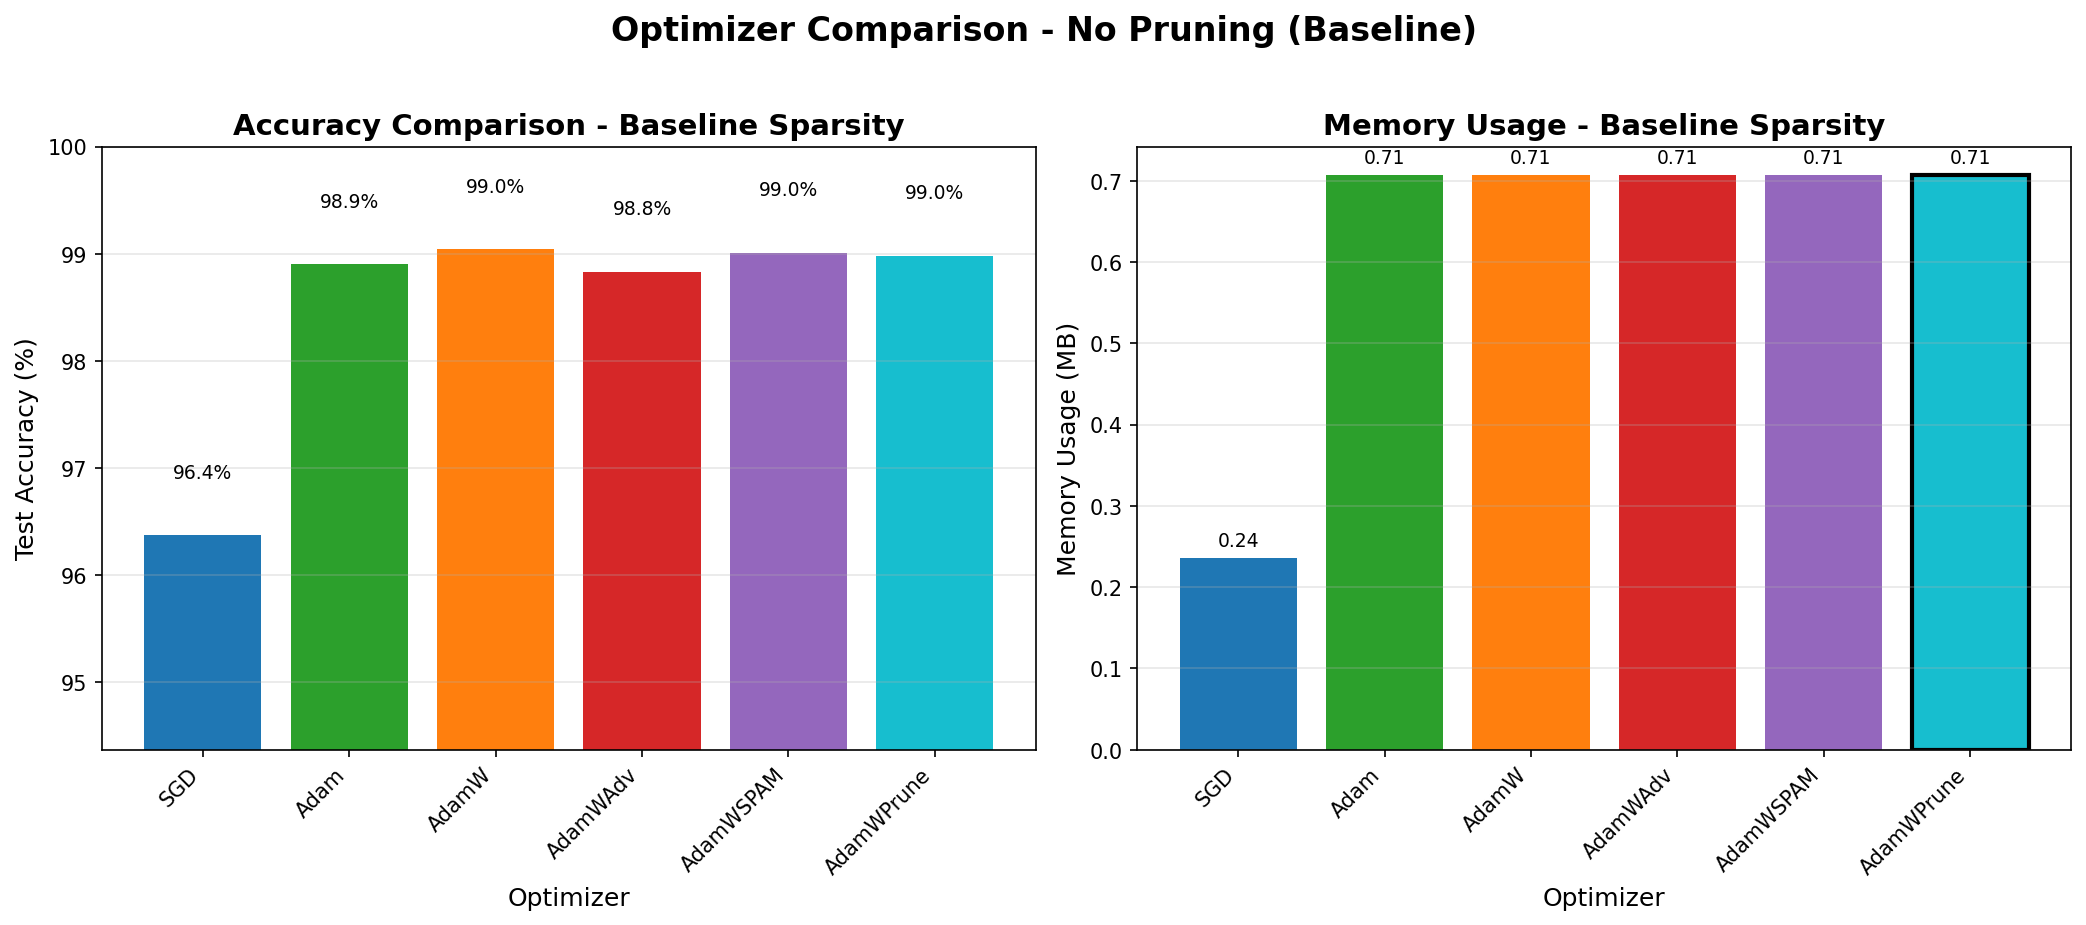 Optimizer Comparison - No Pruning (Baseline)
Accuracy Comparison - Baseline Sparsity
Test Accuracy (%)
100
99
98
97
96
95
96.4%
98.9%
99.0%
98.8%
99.0%
99.0%
SGD
Adam
AdamW
AdamWAdv
AdamWSPAM
AdamWPrune
Optimizer
Memory Usage - Baseline Sparsity
Memory Usage (MB)
0.7
0.6
0.5
0.4
0.3
0.2
0.1
0.0
0.24
0.71
0.71
0.71
0.71
0.71
SGD
Adam
AdamW
AdamWAdv
AdamWSPAM
AdamWPrune
Optimizer